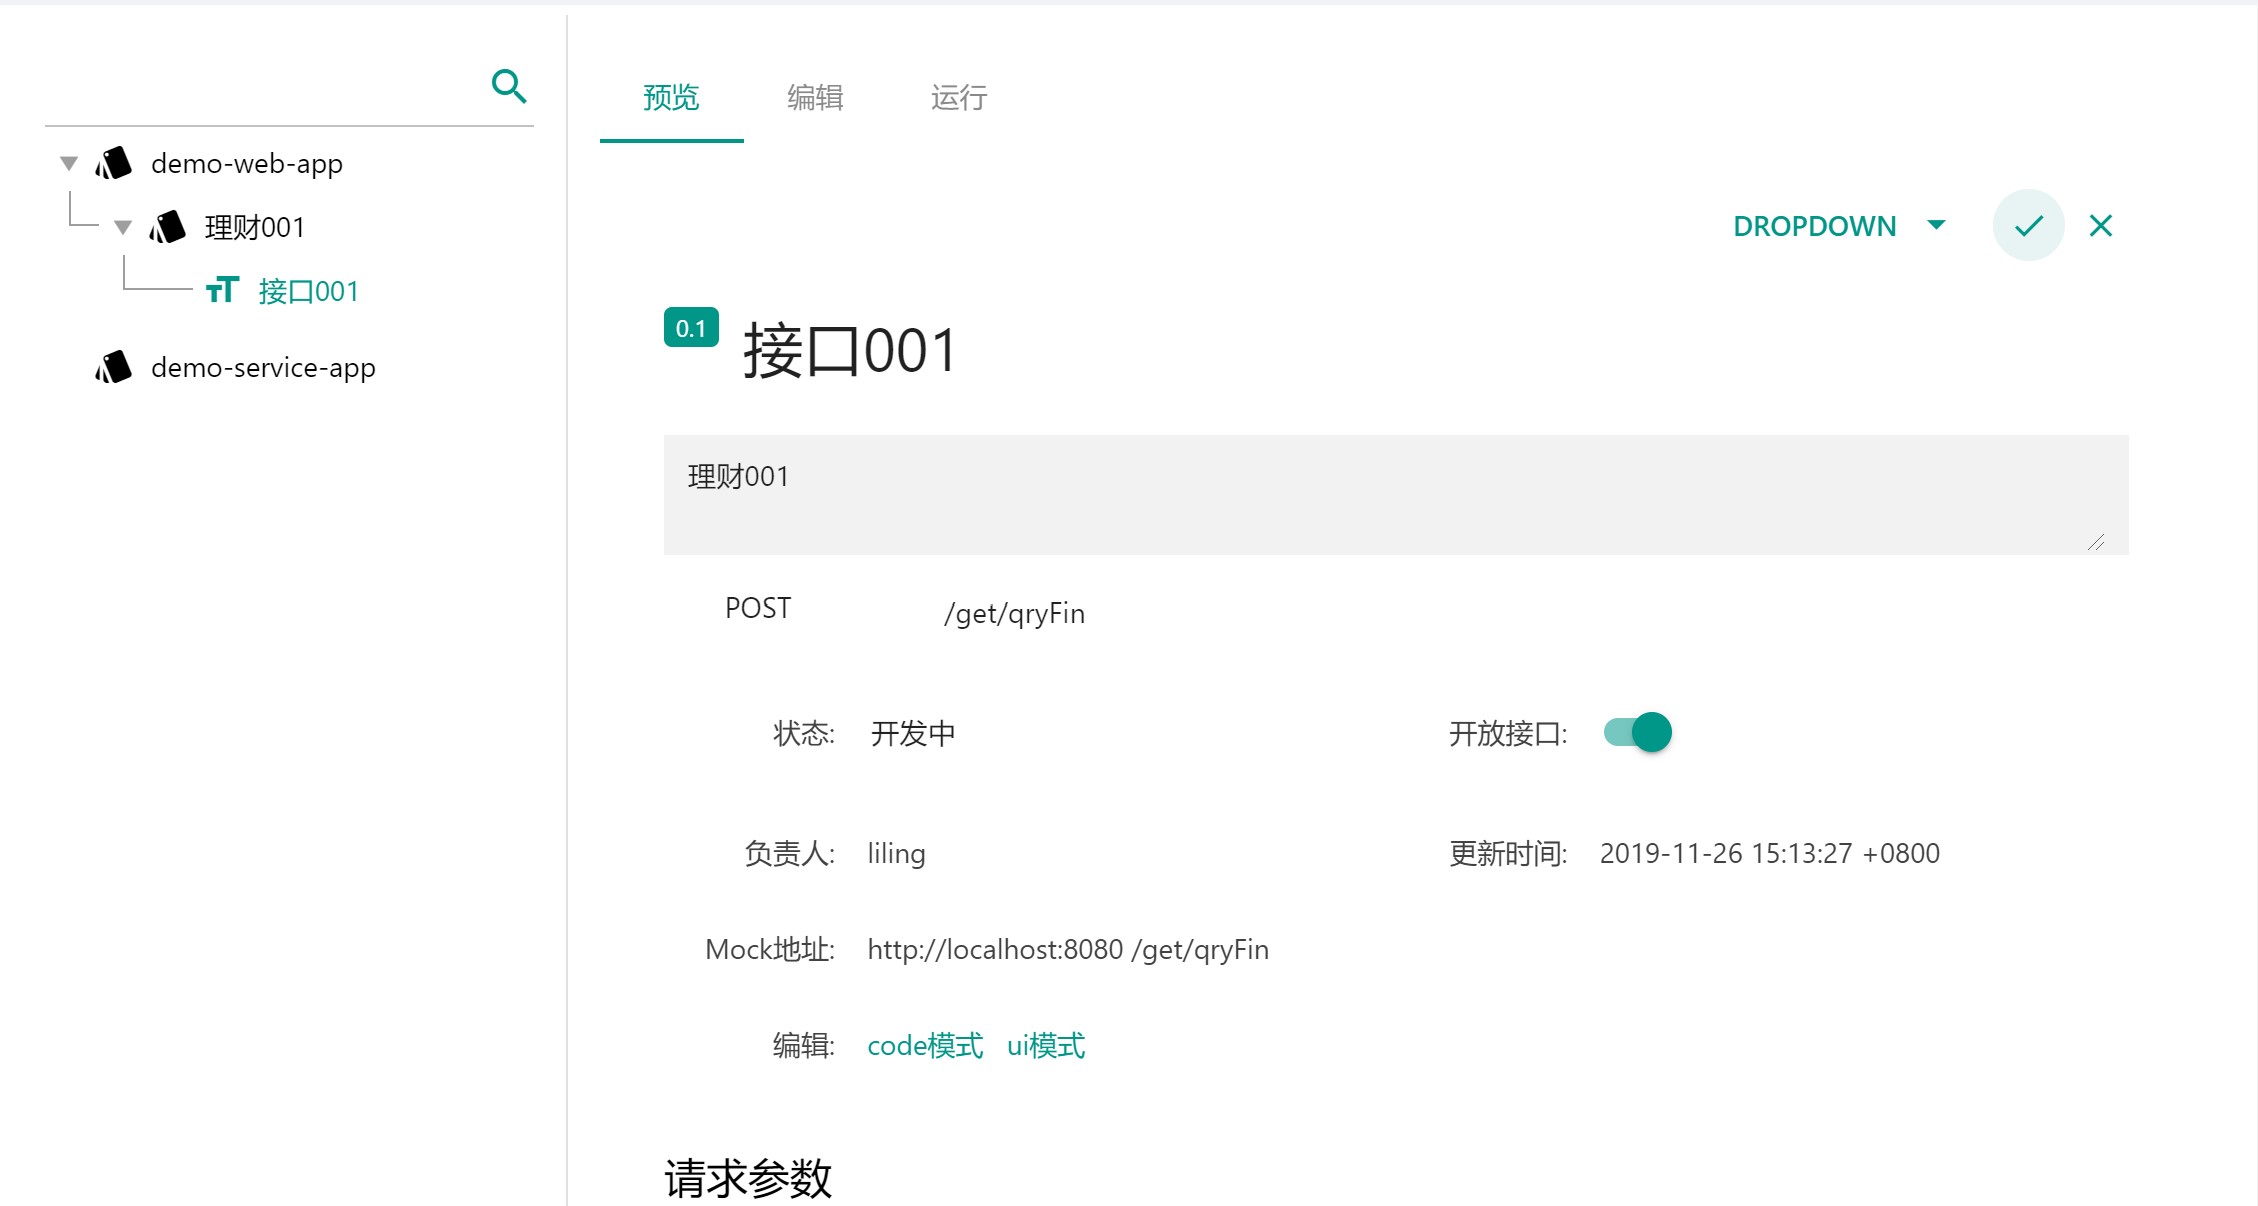 demo-web-app
理财001
接口001
demo-service-app
预览 编辑 运行
DROPDOWN
0.1 接口001
理财001
POST /get/qryFin
状态: 开发中 开放接口:
负责人: liling 更新时间: 2019-11-26 15:13:27 +0800
Mock地址: http://localhost:8080 /get/qryFin
编辑: code模式 ui模式
请求参数